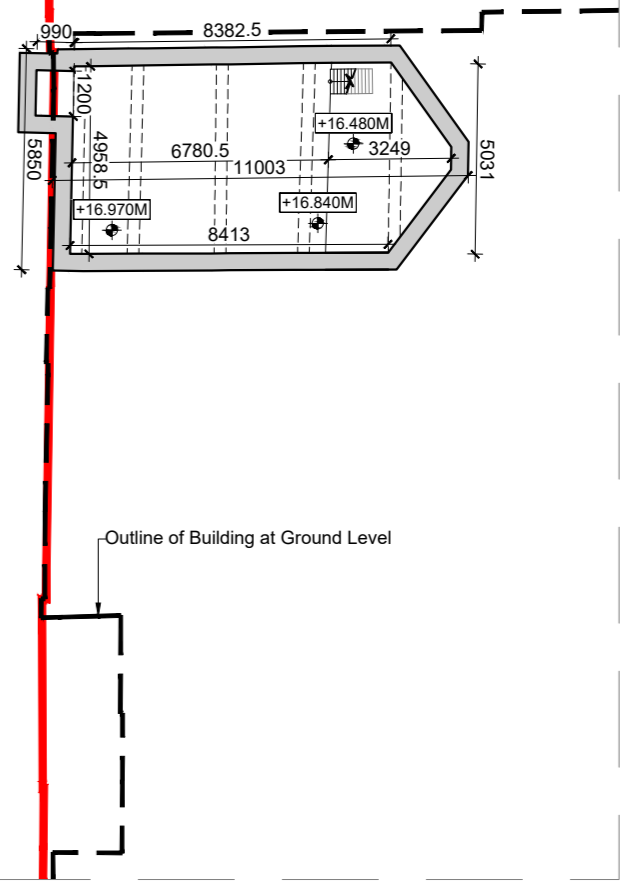 990
8382.5
1200
+16.480M
4958.5
6780.5
3249
5850
11003
5031
+16.970M
+16.840M
8413
Outline of Building at Ground Level